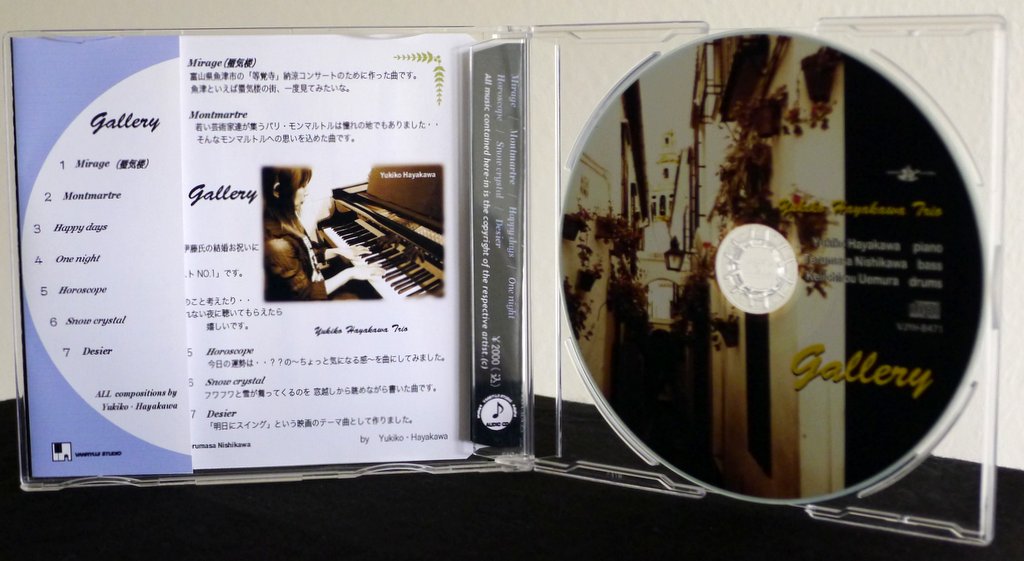 Gallery
1 Mirage (蜃気楼)
2 Montmartre
3 Happy days
4 One night
5 Horoscope
6 Snow crystal
7 Desier
ALL compositions by
Yukiko・Hayakawa
VANRYUJI STUDIO
Mirage (蜃気楼)
富山県魚津市の「等覚寺」納涼コンサートのために作った曲です。
魚津といえば蜃気楼の街、一度見てみたいな。
Montmartre
若い芸術家達が集うパリ・モンマルトルは憧れの地でもありました・・
そんなモンマルトルへの思いを込めた曲です。
Gallery
Yukiko Hayakawa
伊藤氏の結婚お祝いに
ト NO.1」です。
のこと考えたり・・
れない夜に聴いてもらえたら
嬉しいです。
Yukiko Hayakawa Trio
5 Horoscope
今日の運勢は・・??の〜ちょっと気になる感〜を曲にしてみました。
6 Snow crystal
フワフワと雪が舞ってくるのを 窓越しから眺めながら書いた曲です。
7 Desier
「明日にスイング」という映画のテーマ曲として作りました。
rumasa Nishikawa
by Yukiko・Hayakawa
Mirage / Montmartre / Happy days / One night
Horoscope / Snow crystal / Desier
All music contained here-in is the copyright of the respective artist (c)
¥2000(込)
AUDIO CD
Yukiko Hayakawa Trio
Yukiko Hayakawa piano
Terumasa Nishikawa bass
Uemura drums
Gallery